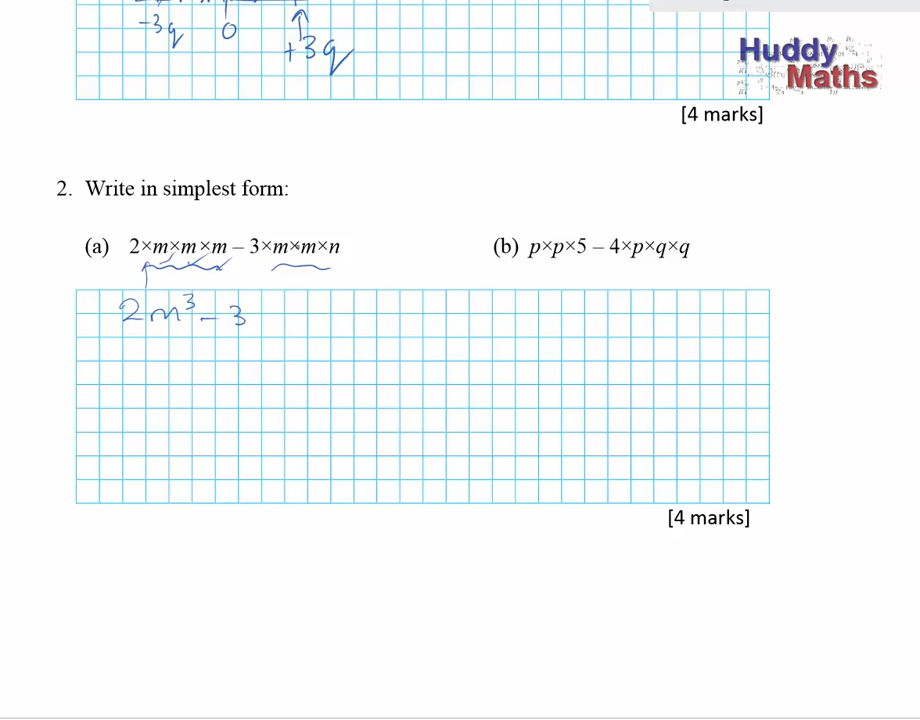 -3q 0 +3q
Huddy
Maths
[4 marks]
2. Write in simplest form:
(a) 2×m×m×m – 3×m×m×n (b) p×p×5 – 4×p×q×q
2m³ - 3
[4 marks]